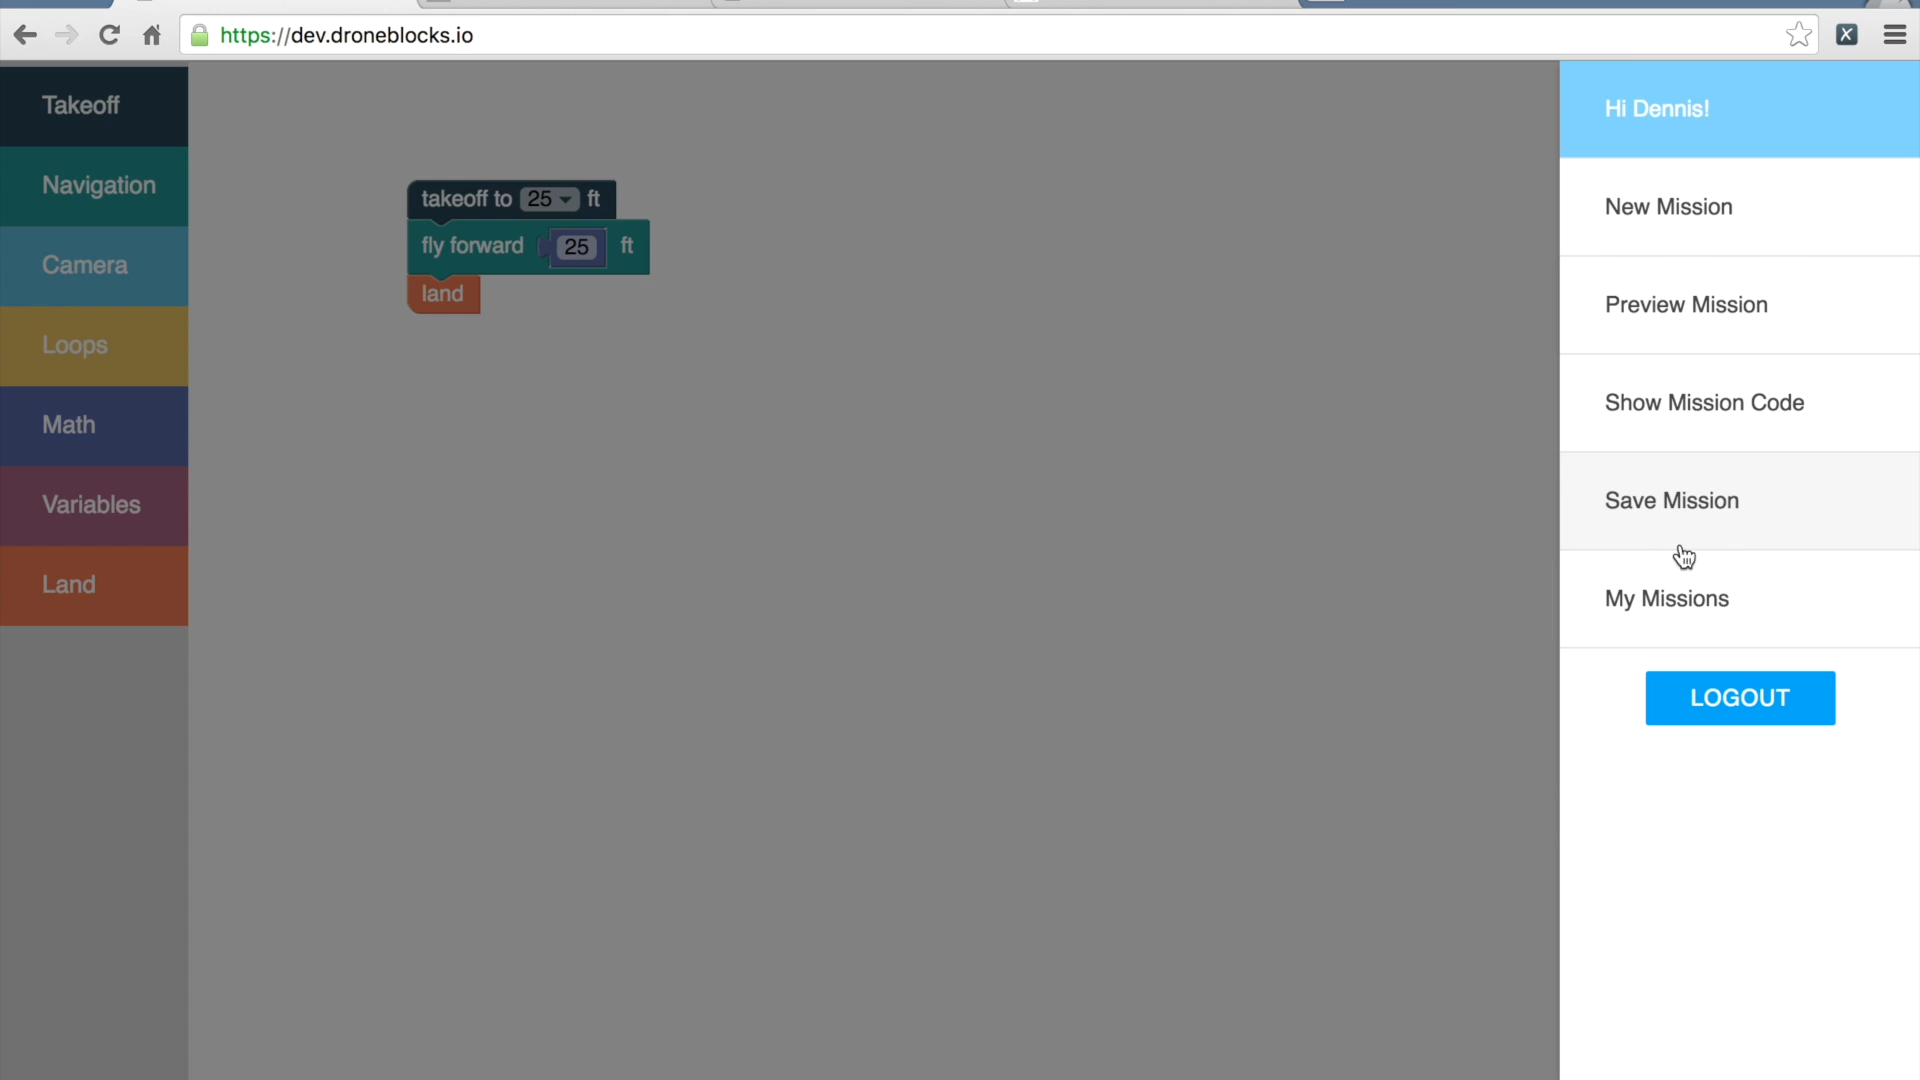 https://dev.droneblocks.io
Takeoff
Navigation
Camera
Loops
Math
Variables
Land
takeoff to 25 ft
fly forward 25 ft
land
Hi Dennis!
New Mission
Preview Mission
Show Mission Code
Save Mission
My Missions
LOGOUT